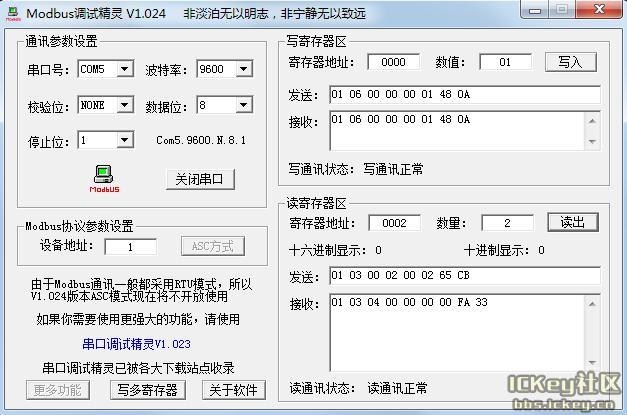 Modbus调试精灵 V1.024 非淡泊无以明志，非宁静无以致远
通讯参数设置
串口号： COM5 波特率： 9600
校验位： NONE 数据位： 8
停止位： 1 Com5.9600.N.8.1
Modbus
关闭串口
Modbus协议参数设置
设备地址： 1 ASC方式
由于Modbus通讯一般都采用RTU模式，所以
V1.024版本ASC模式现在将不开放使用
如果你需要使用更强大的功能，请使用
串口调试精灵V1.023
串口调试精灵已被各大下载站点收录
更多功能 写多寄存器 关于软件
写寄存器区
寄存器地址： 0000 数值： 01 写入
发送： 01 06 00 00 00 01 48 0A
接收： 01 06 00 00 00 01 48 0A
写通讯状态： 写通讯正常
读寄存器区
寄存器地址： 0002 数量： 2 读出
十六进制显示： 0 十进制显示： 0
发送： 01 03 00 02 00 02 65 CB
接收： 01 03 04 00 00 00 00 FA 33
读通讯状态： 读通讯正常
ICKey社区
bbs.ickey.cn